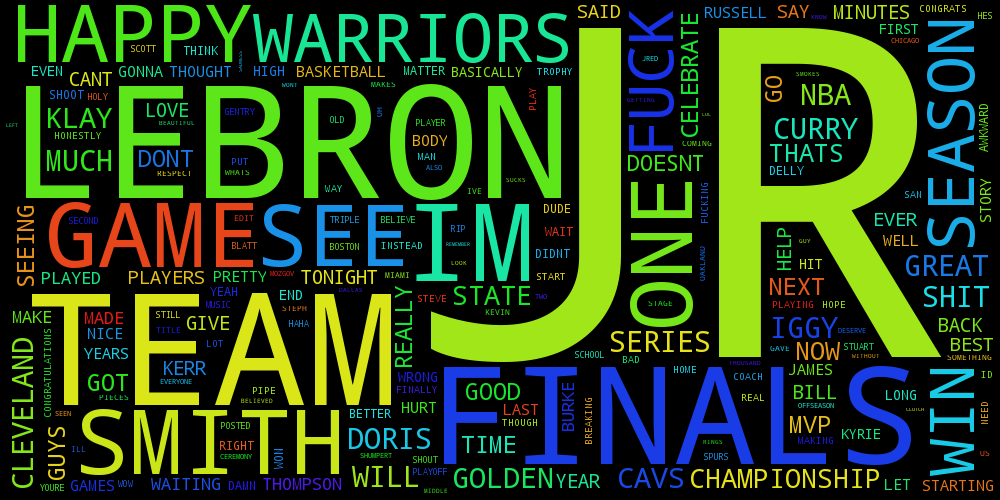 HAPPY
WARRIORS
SAID
FUCK
CELEBRATE
RUSSELL
SAY
KNOW
MINUTES
CONGRATS
HES
FIRST
CHICAGO
SCOTT
THINK
EVEN
CANT
GONNA
THOUGHT
HIGH
BASKETBALL
MATTER
BASICALLY
TROPHY
JRED
SHOOT
HOLY
WONT
MAKES
LEBRON
KLAY
HONESTLY
LOVE
BEAUTIFUL
GENTRY
OLD
UH
PLAYER
BODY
MAN
ALSO
PLAY
GETTING
LOL
COMING
JR
SMOKES
GO
NBA
CURRY
THATS
DELLY
SEASON
AWKWARD
LEFT
MUCH
DONT
RESPECT
PUT
WHATS
WAY
IVE
SUCKS
DOESNT
STORY
SEEING
GAME
SECOND
EDIT
BLATT
SEE
TRIPLE
BELIEVE
BOSTON
INSTEAD
IM
RIP
REMEMBER
LOOK
DUDE
WAIT
DIDNT
START
ONE
STAGE
FUCKING
OAKLAND
SAN
EVER
WELL
HELP
GUY
HIT
GREAT
PLAYED
PLAYERS
PRETTY
MOZGOV
TONIGHT
MIAMI
NEXT
PLAYING
HOPE
SHIT
TEAM
YEAH
MUSIC
DALLAS
END
STEPH
HAHA
REALLY
STEVE
STATE
KEVIN
TWO
IGGY
DESERVE
BACK
MAKE
MADE
NICE
YEARS
STILL
TITLE
GIVE
LOT
SERIES
SCHOOL
BAD
GAVE
NOW
STUART
WITHOUT
BEST
SOMETHING
CLEVELAND
CONGRATULATIONS
GOT
PIECES
KERR
EVERYONE
PIPE
BELIEVED
WRONG
FINALLY
HURT
FINALS
GOOD
LAST
THOUGH
TIME
BURKE
BREAKING
HOME
THOUSAND
COACH
REAL
JAMES
BILL
OFFSEASON
MVP
MAKING
KYRIE
LONG
CLUTCH
WIN
ID
NEED
US
SEEN
GUYS
ILL
SMITH
POSTED
RIGHT
CEREMONY
WON
BETTER
DORIS
SHUMPERT
SHOUT
PLAYOFF
MINGS
SPURS
YOURE
GAMES
WOW
WAITING
DAMN
THOMPSON
WILL
MIDDLE
GOLDEN
YEAR
CAVS
CHAMPIONSHIP
LET
STARTING